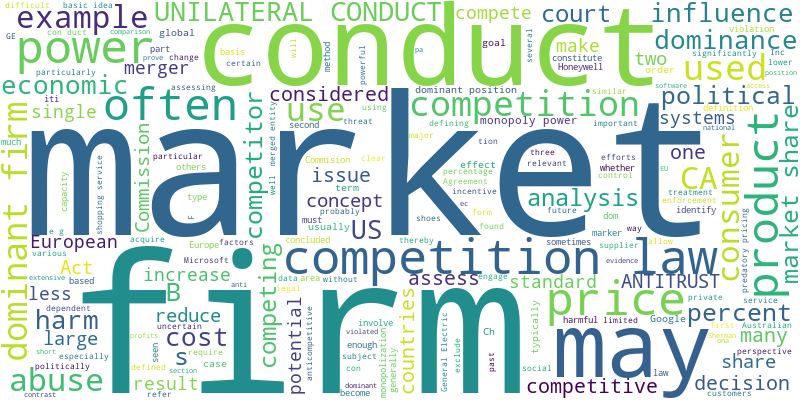 difficult
basic idea
UNILATERAL CONDUCT
compete
court
influence
violation
GE
comparison
example
con duct
global
conduct
goal
several
make
dominance
power
part
prove
change
basis
certain
will
method
powerful
pa
constitute
Honeywell
two
order
significantly
Inc
lower
position
particularly
merger
assessing
economic
often
considered
dominant position
competition
similar
software
used
access
political
single
iti
use
using
second
threat
defining
monopoly power
important
definition
systems
national
much
market
capacity
shopping service
Commission
particular
others
competitor
well
merged entity
issue
Commision
clear
major
effect
percentage
tion
three
relevant
efforts
whether
one
EU
CA
consumer
product
market share
dominant firm
e g
type
F
concept
term
Agreement
incentive
control
analysis
treatment
enforcement
identify
European
various
acquire
Europe
factors
must
probably
usually
US
shoes
ec
form
found
future
dom
marker
supplier
way
allow
predatory pricing
Act
based
Microsoft
concluded
thereby
competition law
sometimes
evidence
less
dependent
extensive
increase
B
anti
firm
competing
illegal
data
area
without
assess
engage
standard
ANTITRUST
private
service
harm
politically
uncertain
reduce
potential
anticompetitive
involve
violated
countries
price
harmful
limited
Google
Australian
percent
large
short
seen
profits
cost
s
enough
subject
Ch
typically
may
first
Sherman
ona
many
perspective
especially
defined
require
case
con
monopolization
generally
General Electric
exclude
past
social
law
share
abuse
contrast
result
section
refer
dominant
become
competitive
decision
customers